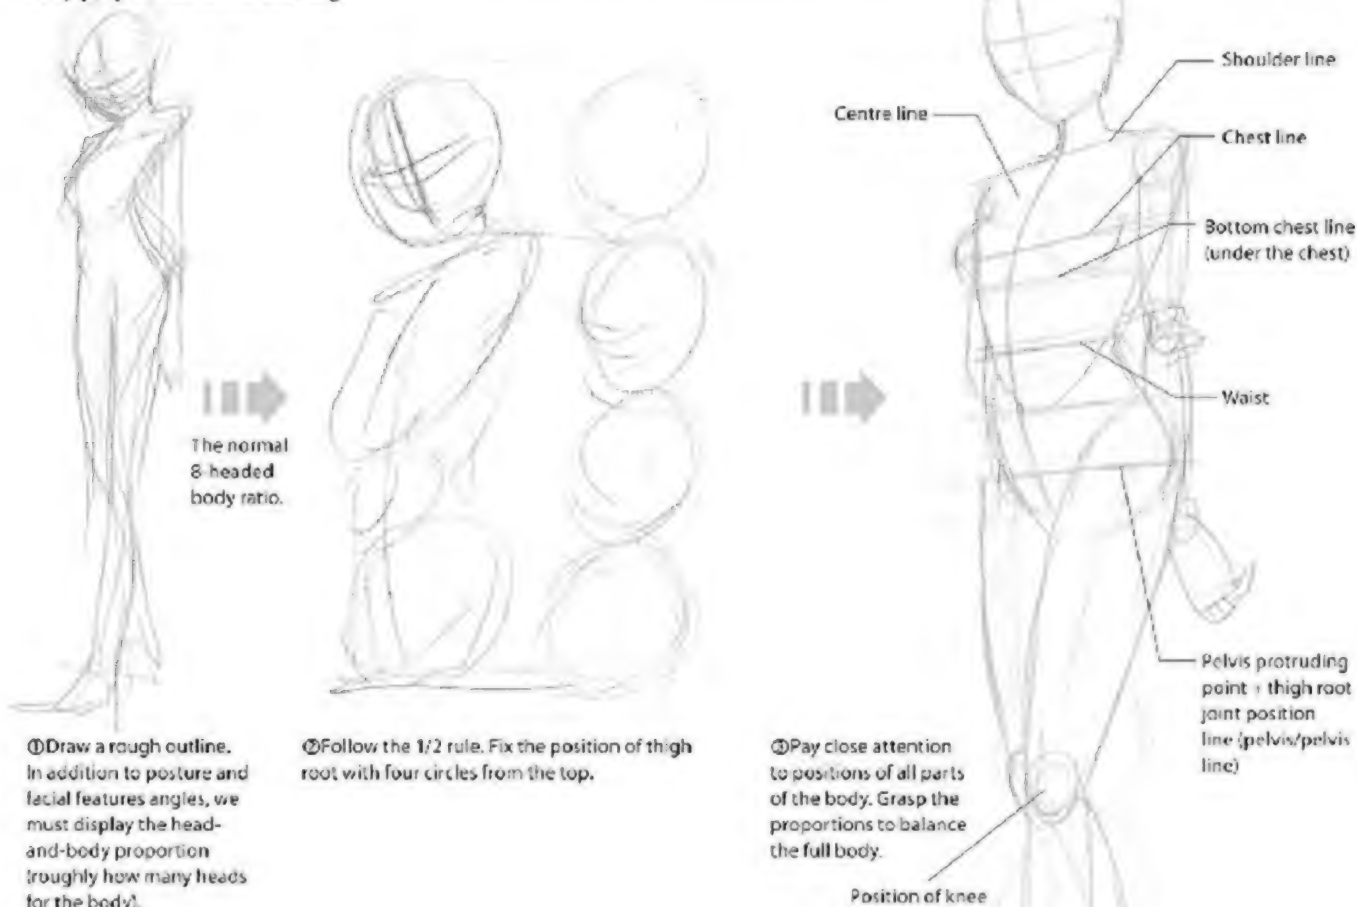 Shoulder line
Centre line
Chest line
Bottom chest line
(under the chest)
Waist
The normal
8-headed
body ratio.
Pelvis protruding
point + thigh root
joint position
line (pelvis/pelvis
line)
①Draw a rough outline.
In addition to posture and
facial features angles, we
must display the head-
and-body proportion
(roughly how many heads
for the body).
②Follow the 1/2 rule. Fix the position of thigh
root with four circles from the top.
③Pay close attention
to positions of all parts
of the body. Grasp the
proportions to balance
the full body.
Position of knee